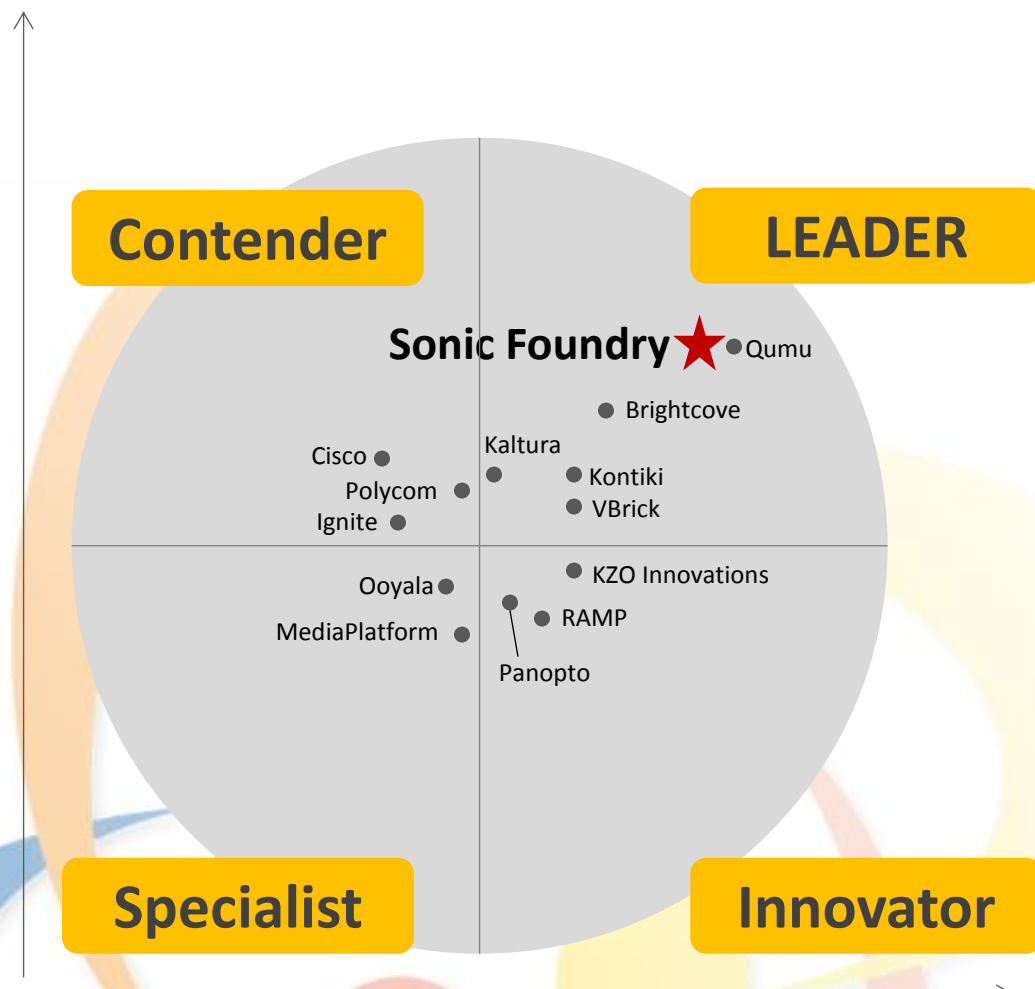 Contender
LEADER
Sonic Foundry
Qumu
Brightcove
Kaltura
Cisco
Kontiki
Polycom
VBrick
Ignite
KZO Innovations
Ooyala
RAMP
MediaPlatform
Panopto
Specialist
Innovator